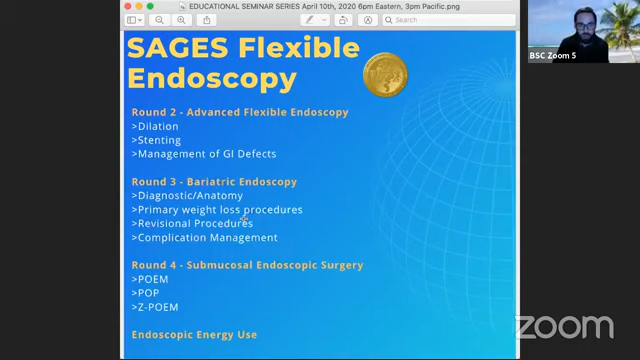 EDUCATIONAL SEMINAR SERIES April 10th, 2020 6pm Eastern, 3pm Pacific.png
Search
SAGES Flexible
Endoscopy
Round 2 - Advanced Flexible Endoscopy
>Dilation
>Stenting
>Management of GI Defects
Round 3 - Bariatric Endoscopy
>Diagnostic/Anatomy
>Primary weight loss procedures
>Revisional Procedures
>Complication Management
Round 4 - Submucosal Endoscopic Surgery
>POEM
>POP
>Z-POEM
Endoscopic Energy Use
BSC Zoom 5
zoom